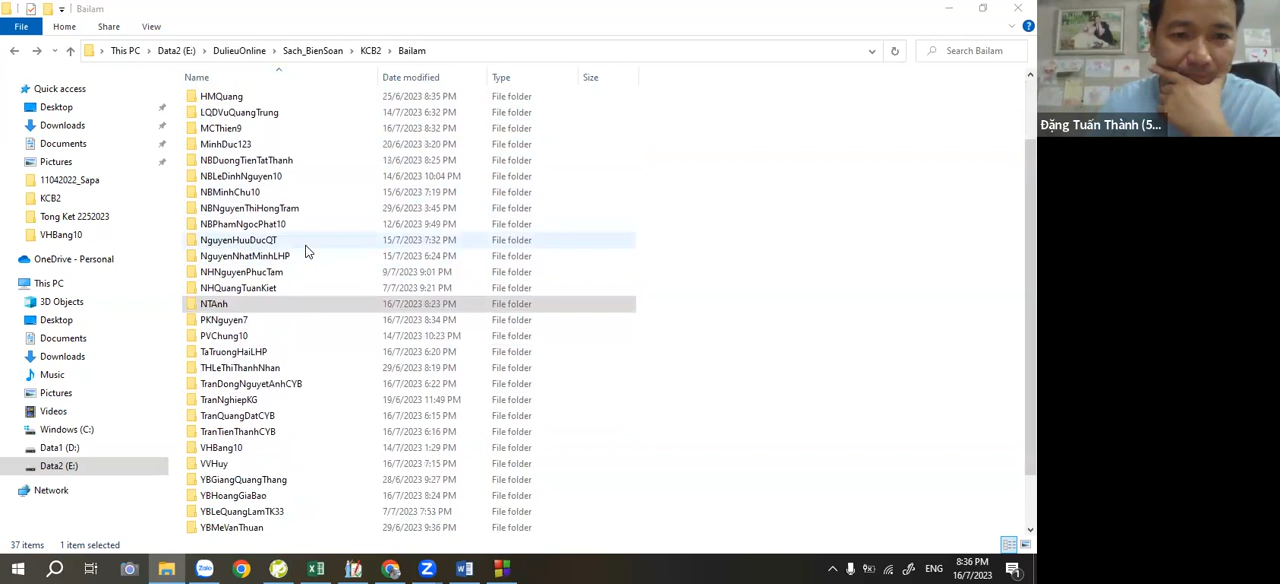 Bailam
File Home Share View
This PC Data2 (E:) DulieuOnline Sach_BienSoan KCB2 Bailam
Search Bailam
Name Date modified Type Size
Quick access
Desktop
Downloads
Documents
Pictures
11042022_Sapa
KCB2
Tong Ket 2252023
VHBang10
OneDrive - Personal
This PC
3D Objects
Desktop
Documents
Downloads
Music
Pictures
Videos
Windows (C:)
Data1 (D:)
Data2 (E:)
Network
HMQuang 25/6/2023 8:35 PM File folder
LQDVuQuangTrung 14/7/2023 6:32 PM File folder
MCThien9 16/7/2023 8:32 PM File folder
MinhDuc123 20/6/2023 3:20 PM File folder
NBDuongTienTatThanh 13/6/2023 8:25 PM File folder
NBLeDinhNguyen10 14/6/2023 10:04 PM File folder
NBMinhChu10 15/6/2023 7:19 PM File folder
NBNguyenThiHongTram 29/6/2023 3:45 PM File folder
NBPhamNgocPhat10 12/6/2023 9:49 PM File folder
NguyenHuuDucQT 15/7/2023 7:32 PM File folder
NguyenNhatMinhLHP 15/7/2023 6:24 PM File folder
NHNguyenPhucTam 9/7/2023 9:01 PM File folder
NHQuangTuanKiet 7/7/2023 9:21 PM File folder
NTAnh 16/7/2023 8:23 PM File folder
PKNguyen7 16/7/2023 8:34 PM File folder
PVChung10 14/7/2023 10:23 PM File folder
TaTruongHaiLHP 16/7/2023 6:20 PM File folder
THLeThiThanhNhan 29/6/2023 8:19 PM File folder
TranDongNguyetAnhCYB 16/7/2023 6:22 PM File folder
TranNghiepKG 19/6/2023 11:49 PM File folder
TranQuangDatCYB 16/7/2023 6:15 PM File folder
TranTienThanhCYB 16/7/2023 6:16 PM File folder
VHBang10 14/7/2023 1:29 PM File folder
VVHuy 16/7/2023 7:15 PM File folder
YBGiangQuangThang 28/6/2023 9:27 PM File folder
YBHoangGiaBao 16/7/2023 8:24 PM File folder
YBLeQuangLamTK33 7/7/2023 7:53 PM File folder
YBMeVanThuan 29/6/2023 9:36 PM File folder
37 items 1 item selected
Đặng Tuấn Thành (5...
Zalo
ENG
8:36 PM
16/7/2023
1